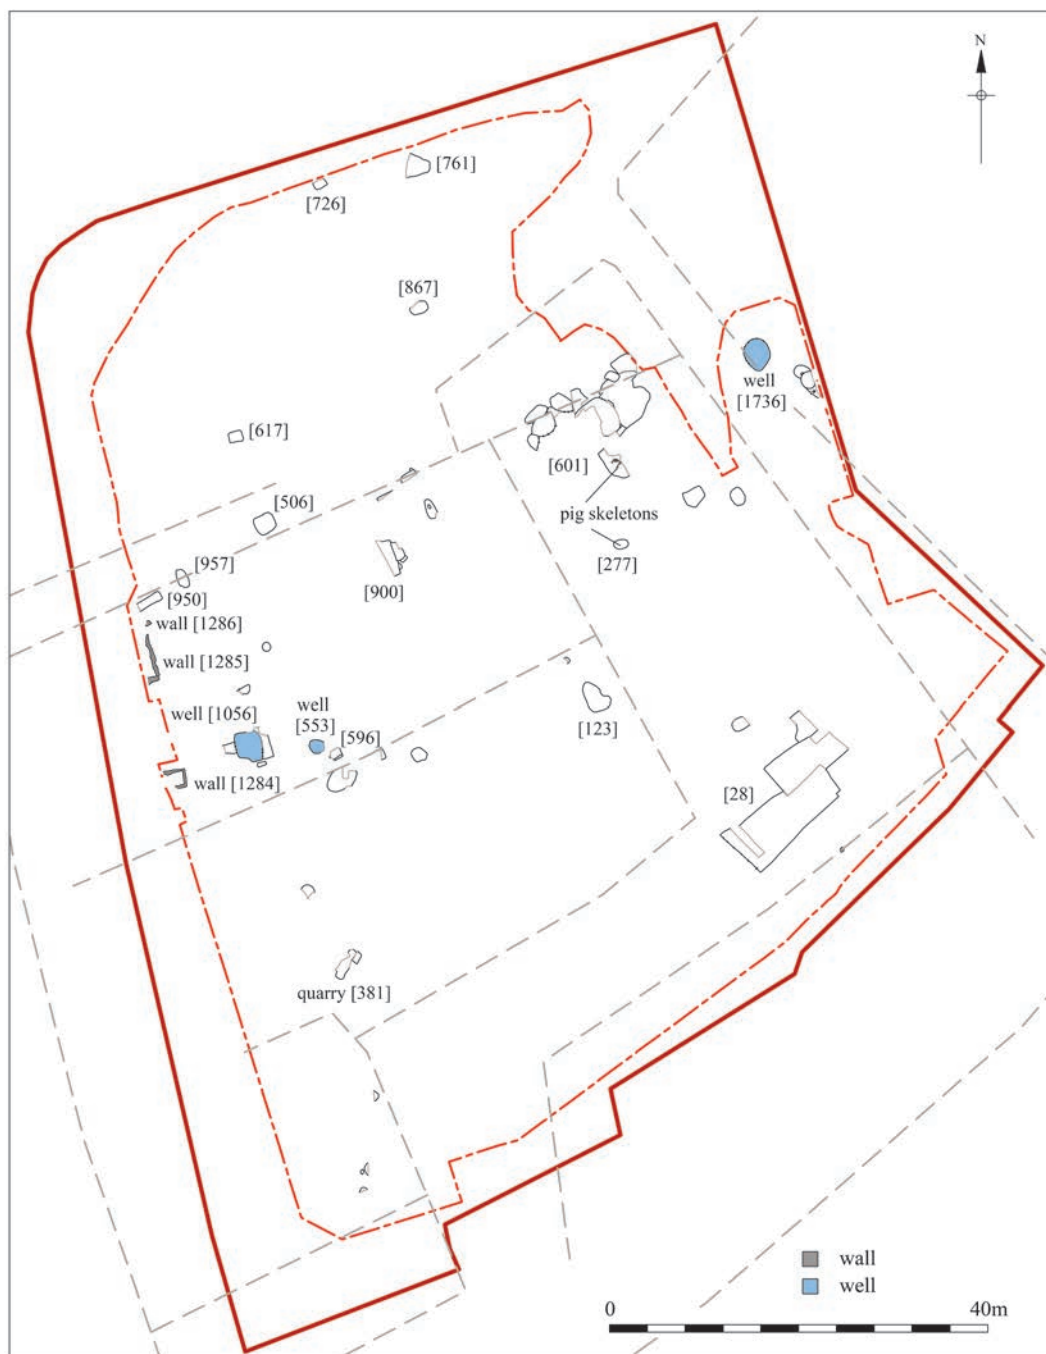 N
[761]
[726]
[867]
well
[1736]
[617]
[601]
[506]
pig skeletons
[957]
[277]
[900]
[950]
wall [1286]
wall [1285]
well [1056]
well
[553]
[596]
[123]
wall [1284]
[28]
quarry [381]
wall
well
0 40m